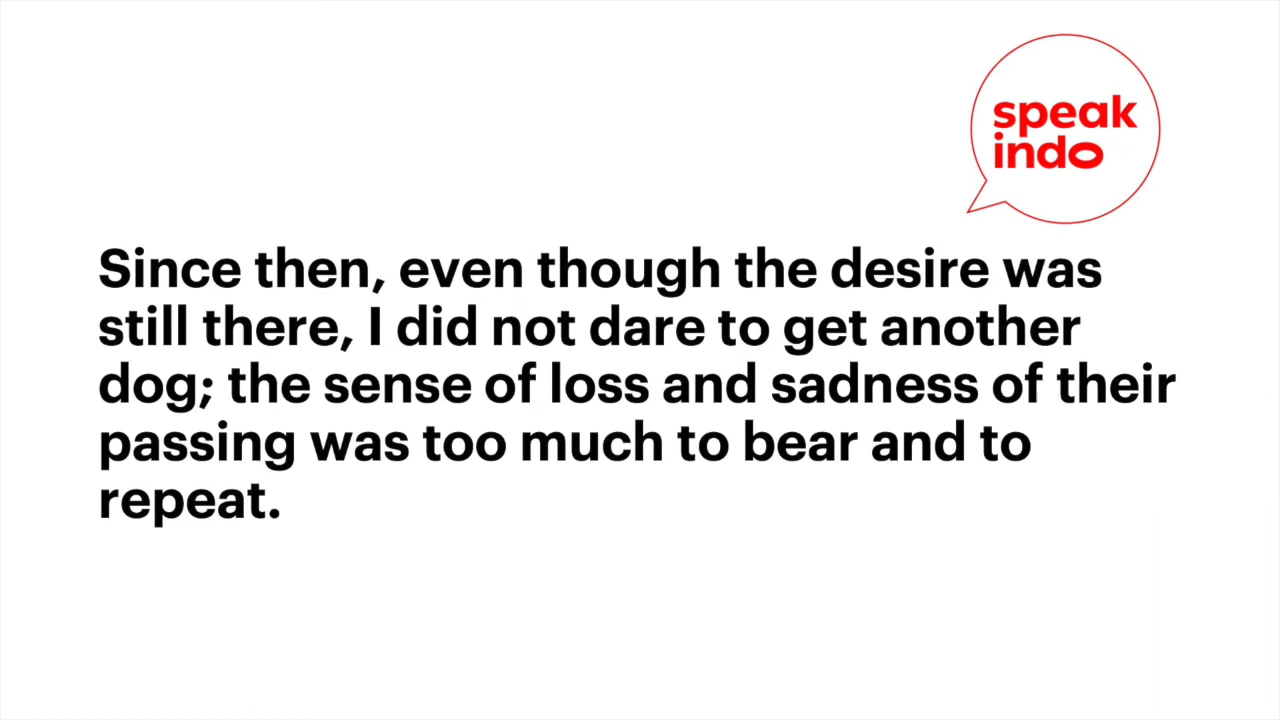 speak
indo
Since then, even though the desire was
still there, I did not dare to get another
dog; the sense of loss and sadness of their
passing was too much to bear and to
repeat.